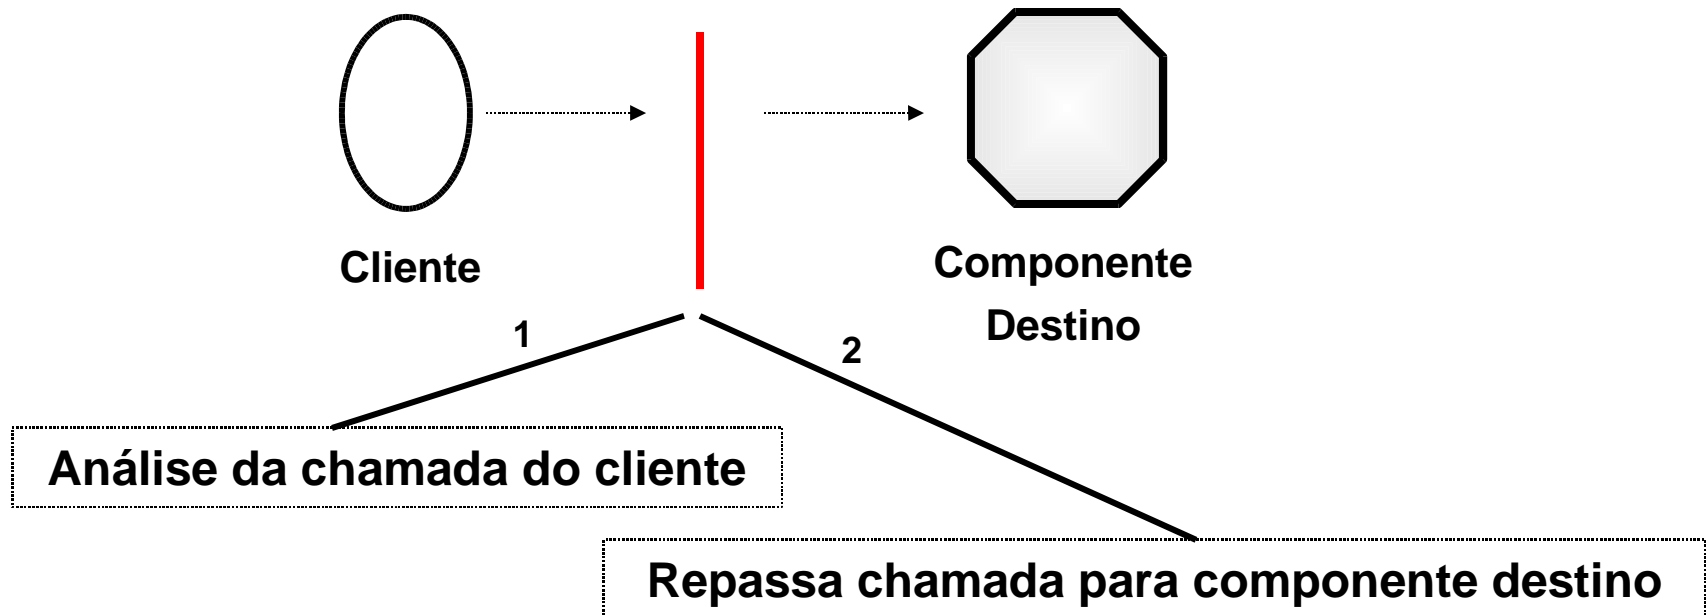 Cliente
Componente
Destino
1
2
Análise da chamada do cliente
Repassa chamada para componente destino